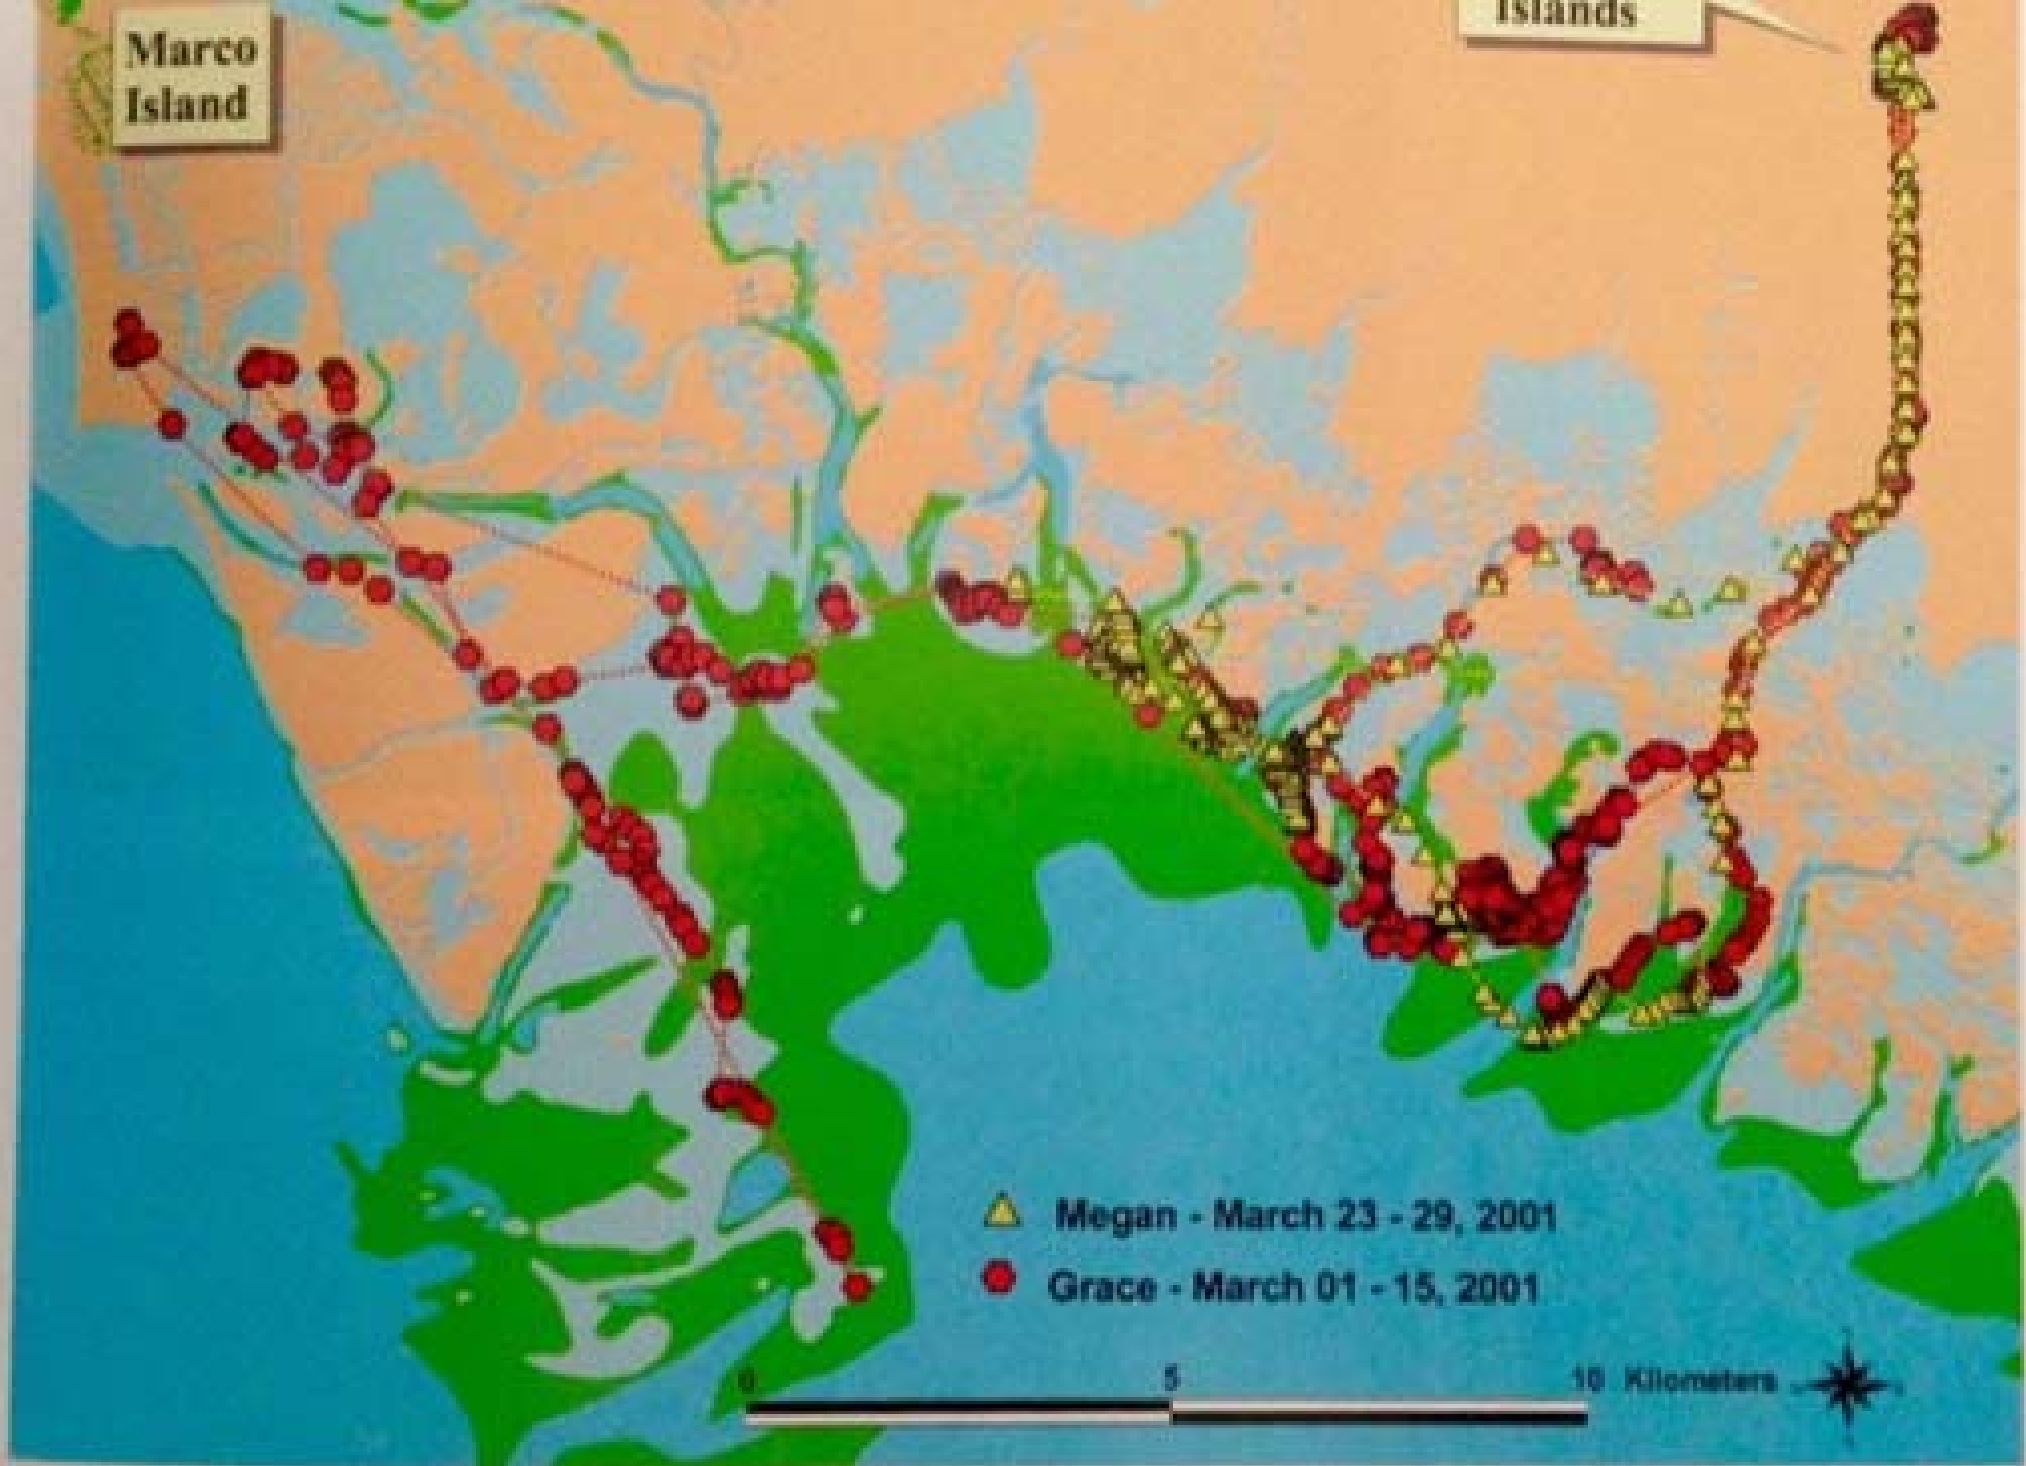 Marco
Island
Islands
Megan - March 23 - 29, 2001
Grace - March 01 - 15, 2001
0 5 10 Kilometers